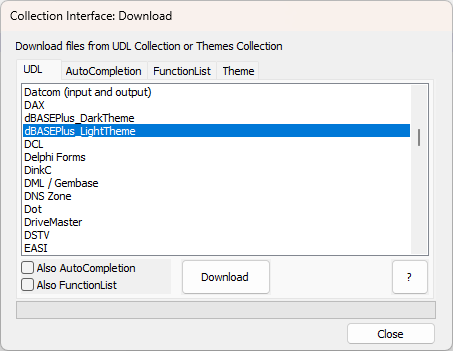 Collection Interface: Download
Download files from UDL Collection or Themes Collection
UDL AutoCompletion FunctionList Theme
Datcom (input and output)
DAX
dBASEPlus_DarkTheme
dBASEPlus_LightTheme
DCL
Delphi Forms
DinkC
DML / Gembase
DNS Zone
Dot
DriveMaster
DSTV
EASI
Also AutoCompletion
Also FunctionList
Download
?
Close